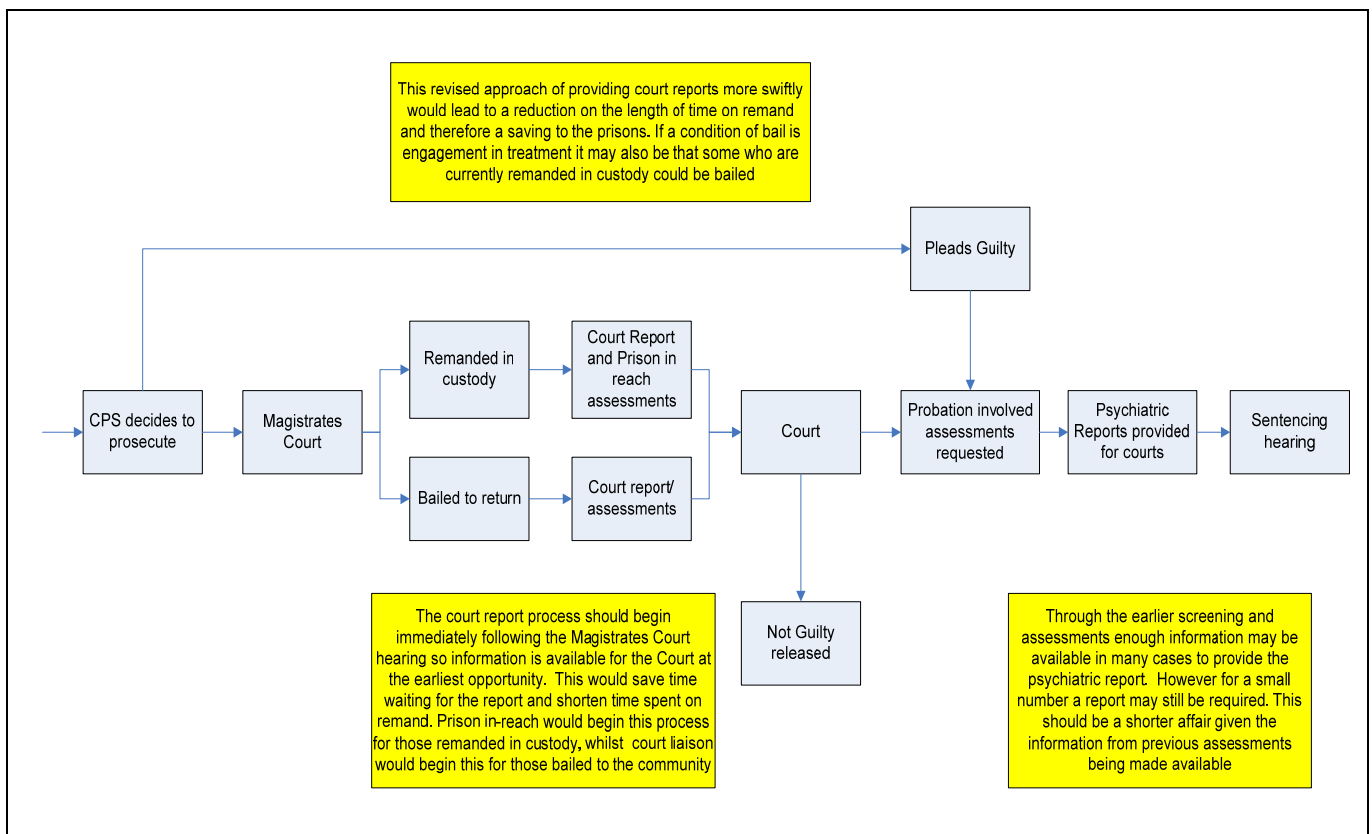 This revised approach of providing court reports more swiftly
would lead to a reduction on the length of time on remand
and therefore a saving to the prisons. If a condition of bail is
engagement in treatment it may also be that some who are
currently remanded in custody could be bailed
Pleads Guilty
Remanded in
custody
Court Report
and Prison in
reach
assessments
CPS decides to
prosecute
Magistrates
Court
Court
Probation involved
assessments
requested
Psychiatric
Reports provided
for courts
Sentencing
hearing
Bailed to return
Court report/
assessments
The court report process should begin
immediately following the Magistrates Court
hearing so information is available for the Court at
the earliest opportunity.  This would save time
waiting for the report and shorten time spent on
remand. Prison in-reach would begin this process
for those remanded in custody, whilst  court liaison
would begin this for those bailed to the community
Not Guilty
released
Through the earlier screening and
assessments enough information may be
available in many cases to provide the
psychiatric report.  However for a small
number a report may still be required. This
should be a shorter affair given the
information from previous assessments
being made available